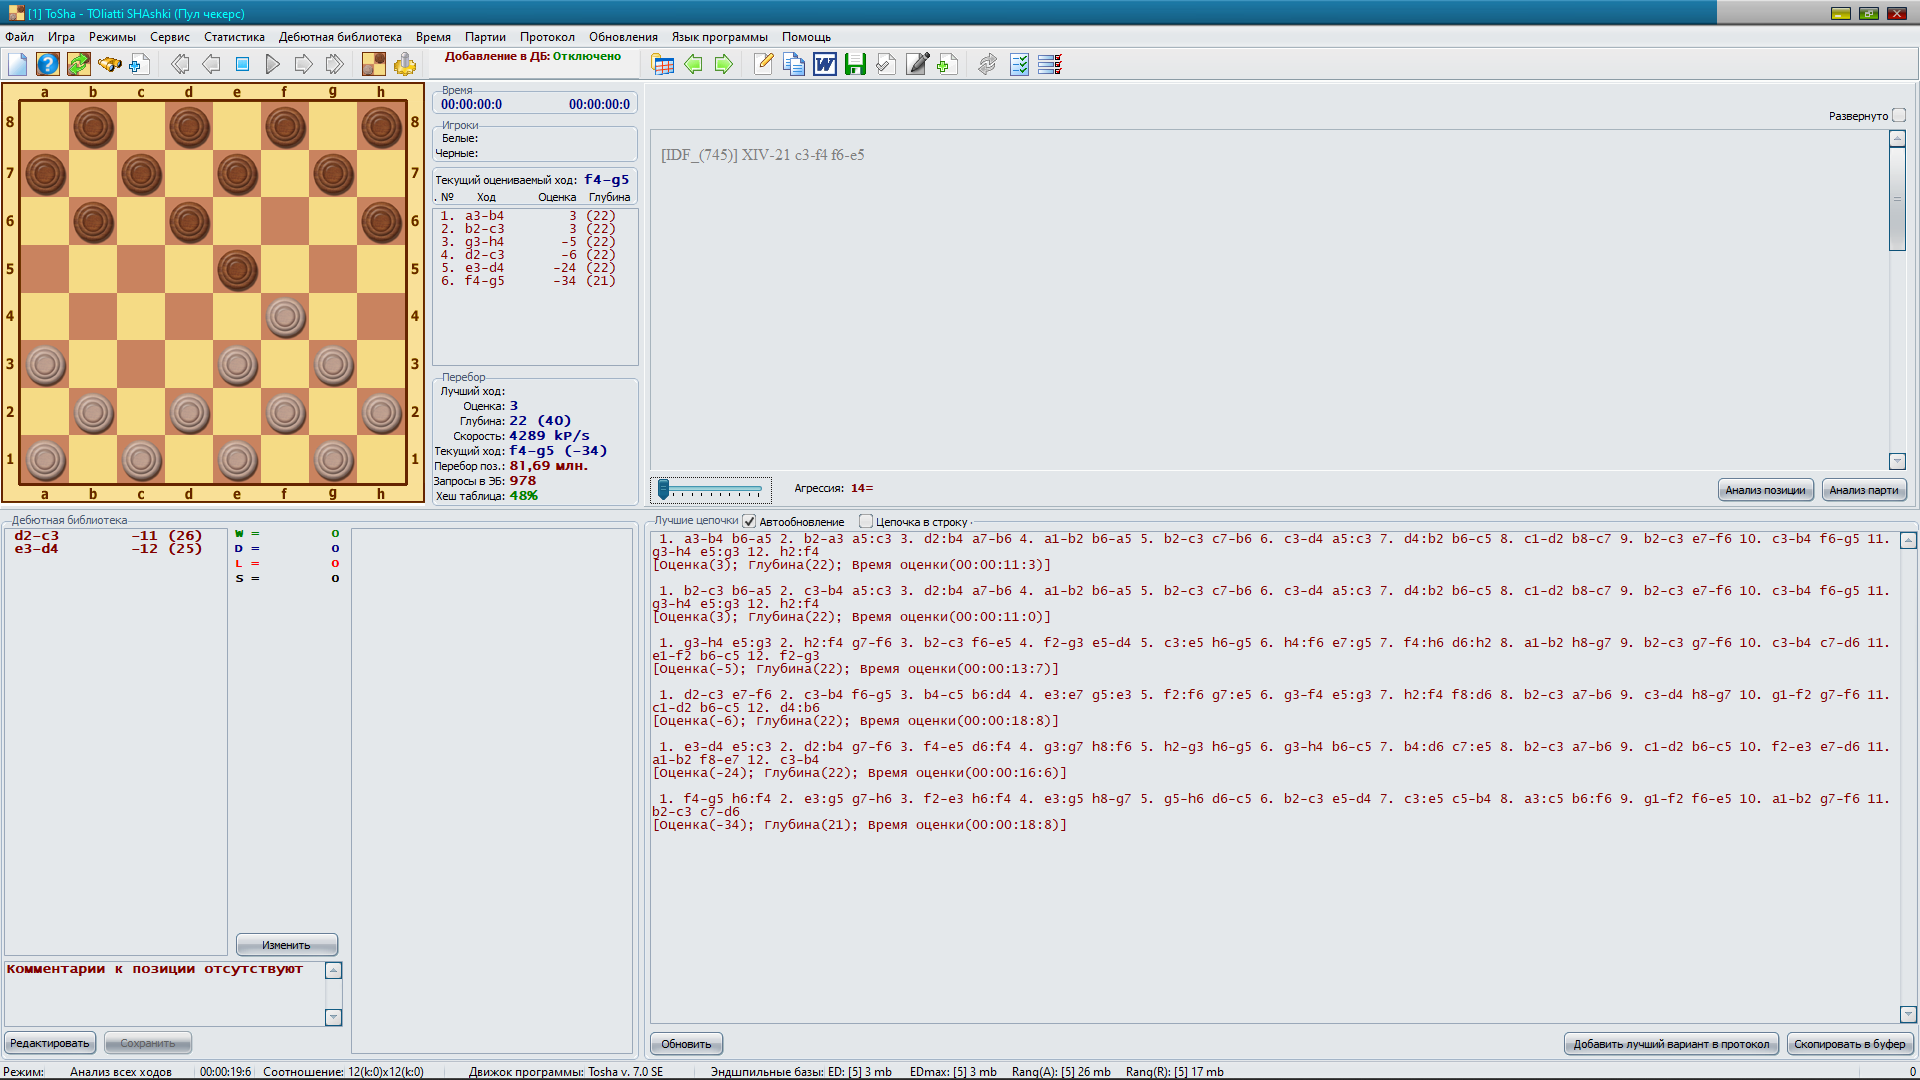 [1] ToSha - TOliatti SHAshki (Пул чекерс)
Файл Игра Режимы Сервис Статистика Дебютная библиотека Время Партии Протокол Обновления Язык программы Помощь
Добавление в ДБ: Отключено
a b c d e f g h
8 8
7 7
6 6
5 5
4 4
3 3
2 2
1 1
a b c d e f g h
Время
00:00:00:0 00:00:00:0
Игроки
Белые:
Черные:
Текущий оцениваемый ход: f4-g5
. № Ход Оценка Глубина
1. a3-b4 3 (22)
2. b2-c3 3 (22)
3. g3-h4 -5 (22)
4. d2-c3 -6 (22)
5. e3-d4 -24 (22)
6. f4-g5 -34 (21)
Перебор
Лучший ход:
Оценка: 3
Глубина: 22 (40)
Скорость: 4289 kP/s
Текущий ход: f4-g5 (-34)
Перебор поз.: 81,69 млн.
Запросы в ЭБ: 978
Хеш таблица: 48%
Развернуто
[IDF_(745)] XIV-21 c3-f4 f6-e5
Агрессия: 14=
Анализ позиции Анализ парти
Дебютная библиотека
d2-c3 -11 (26)
e3-d4 -12 (25)
W = 0
D = 0
L = 0
S = 0
Изменить
Комментарии к позиции отсутствуют
Редактировать Сохранить
Лучшие цепочки Автообновление Цепочка в строку
1. a3-b4 b6-a5 2. b2-a3 a5:c3 3. d2:b4 a7-b6 4. a1-b2 b6-a5 5. b2-c3 c7-b6 6. c3-d4 a5:c3 7. d4:b2 b6-c5 8. c1-d2 b8-c7 9. b2-c3 e7-f6 10. c3-b4 f6-g5 11.
g3-h4 e5:g3 12. h2:f4
[Оценка(3); Глубина(22); Время оценки(00:00:11:3)]
1. b2-c3 b6-a5 2. c3-b4 a5:c3 3. d2:b4 a7-b6 4. a1-b2 b6-a5 5. b2-c3 c7-b6 6. c3-d4 a5:c3 7. d4:b2 b6-c5 8. c1-d2 b8-c7 9. b2-c3 e7-f6 10. c3-b4 f6-g5 11.
g3-h4 e5:g3 12. h2:f4
[Оценка(3); Глубина(22); Время оценки(00:00:11:0)]
1. g3-h4 e5:g3 2. h2:f4 g7-f6 3. b2-c3 f6-e5 4. f2-g3 e5-d4 5. c3:e5 h6-g5 6. h4:f6 e7:g5 7. f4:h6 d6:h2 8. a1-b2 h8-g7 9. b2-c3 g7-f6 10. c3-b4 c7-d6 11.
e1-f2 b6-c5 12. f2-g3
[Оценка(-5); Глубина(22); Время оценки(00:00:13:7)]
1. d2-c3 e7-f6 2. c3-b4 f6-g5 3. b4-c5 b6:d4 4. e3:e7 g5:e3 5. f2:f6 g7:e5 6. g3-f4 e5:g3 7. h2:f4 f8:d6 8. b2-c3 a7-b6 9. c3-d4 h8-g7 10. g1-f2 g7-f6 11.
c1-d2 b6-c5 12. d4:b6
[Оценка(-6); Глубина(22); Время оценки(00:00:18:8)]
1. e3-d4 e5:c3 2. d2:b4 g7-f6 3. f4-e5 d6:f4 4. g3:g7 h8:f6 5. h2-g3 h6-g5 6. g3-h4 b6-c5 7. b4:d6 c7:e5 8. b2-c3 a7-b6 9. c1-d2 b6-c5 10. f2-e3 e7-d6 11.
a1-b2 f8-e7 12. c3-b4
[Оценка(-24); Глубина(22); Время оценки(00:00:16:6)]
1. f4-g5 h6:f4 2. e3:g5 g7-h6 3. f2-e3 h6:f4 4. e3:g5 h8-g7 5. g5-h6 d6-c5 6. b2-c3 e5-d4 7. c3:e5 c5-b4 8. a3:c5 b6:f6 9. g1-f2 f6-e5 10. a1-b2 g7-f6 11.
b2-c3 c7-d6
[Оценка(-34); Глубина(21); Время оценки(00:00:18:8)]
Обновить Добавить лучший вариант в протокол Скопировать в буфер
Режим: Анализ всех ходов 00:00:19:6 Соотношение: 12(k:0)x12(k:0) Движок программы: Tosha v. 7.0 SE Эндшпильные базы: ED: [5] 3 mb EDmax: [5] 3 mb Rang(A): [5] 26 mb Rang(R): [5] 17 mb 0